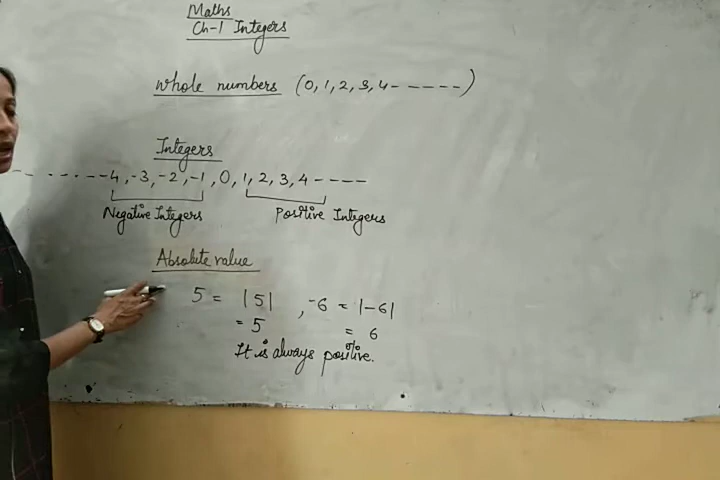 Maths
Ch-1 Integers
Whole numbers (0, 1, 2, 3, 4 - - - - - )
Integers
- - - - - - - -4, -3, -2, -1, 0, 1, 2, 3, 4 - - - -
Negative Integers Positive Integers
Absolute value
5 = |5| , -6 = |-6|
= 5 = 6
It is always positive.